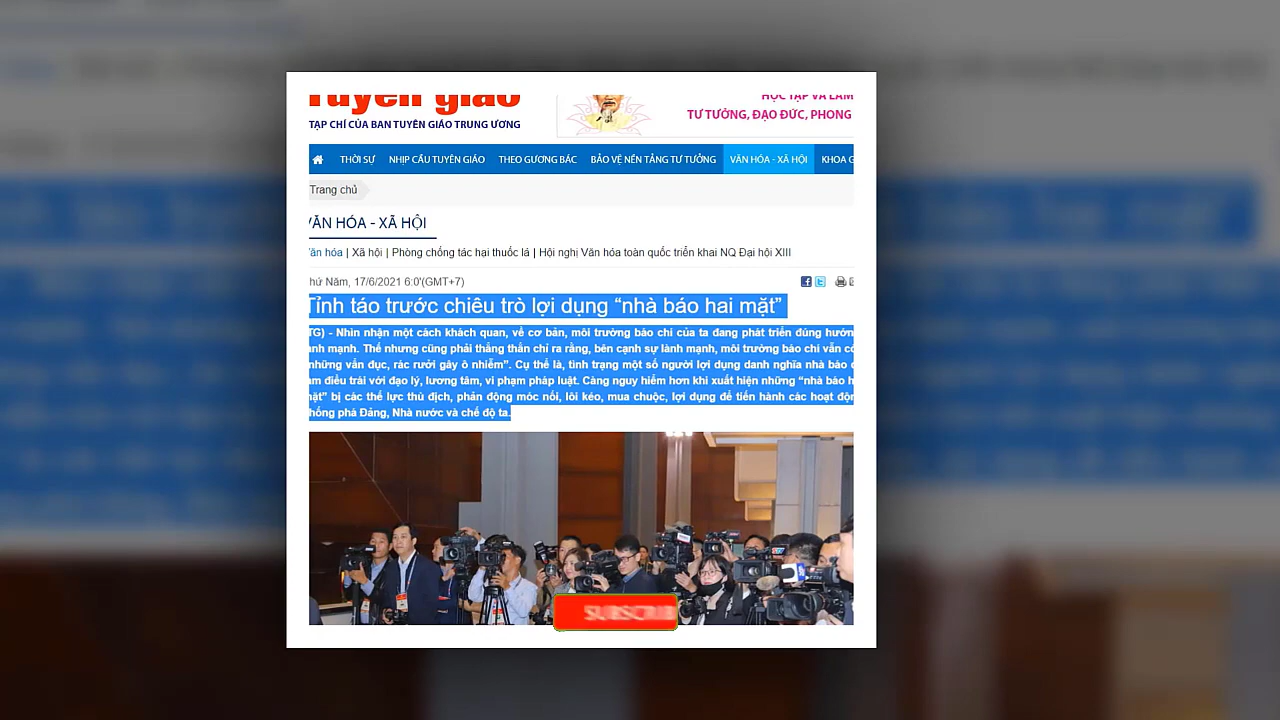 Tuyên giáo
TẠP CHÍ CỦA BAN TUYÊN GIÁO TRUNG ƯƠNG
HỌC TẬP VÀ LÀM
TƯ TƯỞNG, ĐẠO ĐỨC, PHONG
THỜI SỰ NHỊP CẦU TUYÊN GIÁO THEO GƯƠNG BÁC BẢO VỆ NỀN TẢNG TƯ TƯỞNG VĂN HÓA - XÃ HỘI KHOA G
Trang chủ
VĂN HÓA - XÃ HỘI
ăn hóa | Xã hội | Phòng chống tác hại thuốc lá | Hội nghị Văn hóa toàn quốc triển khai NQ Đại hội XIII
hứ Năm, 17/6/2021 6:0'(GMT+7)
Tỉnh táo trước chiêu trò lợi dụng “nhà báo hai mặt”
TG) - Nhìn nhận một cách khách quan, về cơ bản, môi trường báo chí của ta đang phát triển đúng hướn
ành mạnh. Thế nhưng cũng phải thẳng thắn chỉ ra rằng, bên cạnh sự lành mạnh, môi trường báo chí vẫn có
những vẩn đục, rác rưởi gây ô nhiễm”. Cụ thể là, tình trạng một số người lợi dụng danh nghĩa nhà báo đ
àm điều trái với đạo lý, lương tâm, vi phạm pháp luật. Càng nguy hiểm hơn khi xuất hiện những “nhà báo h
mặt” bị các thế lực thù địch, phản động móc nối, lôi kéo, mua chuộc, lợi dụng để tiến hành các hoạt độn
hống phá Đảng, Nhà nước và chế độ ta.
SUBSCRIB